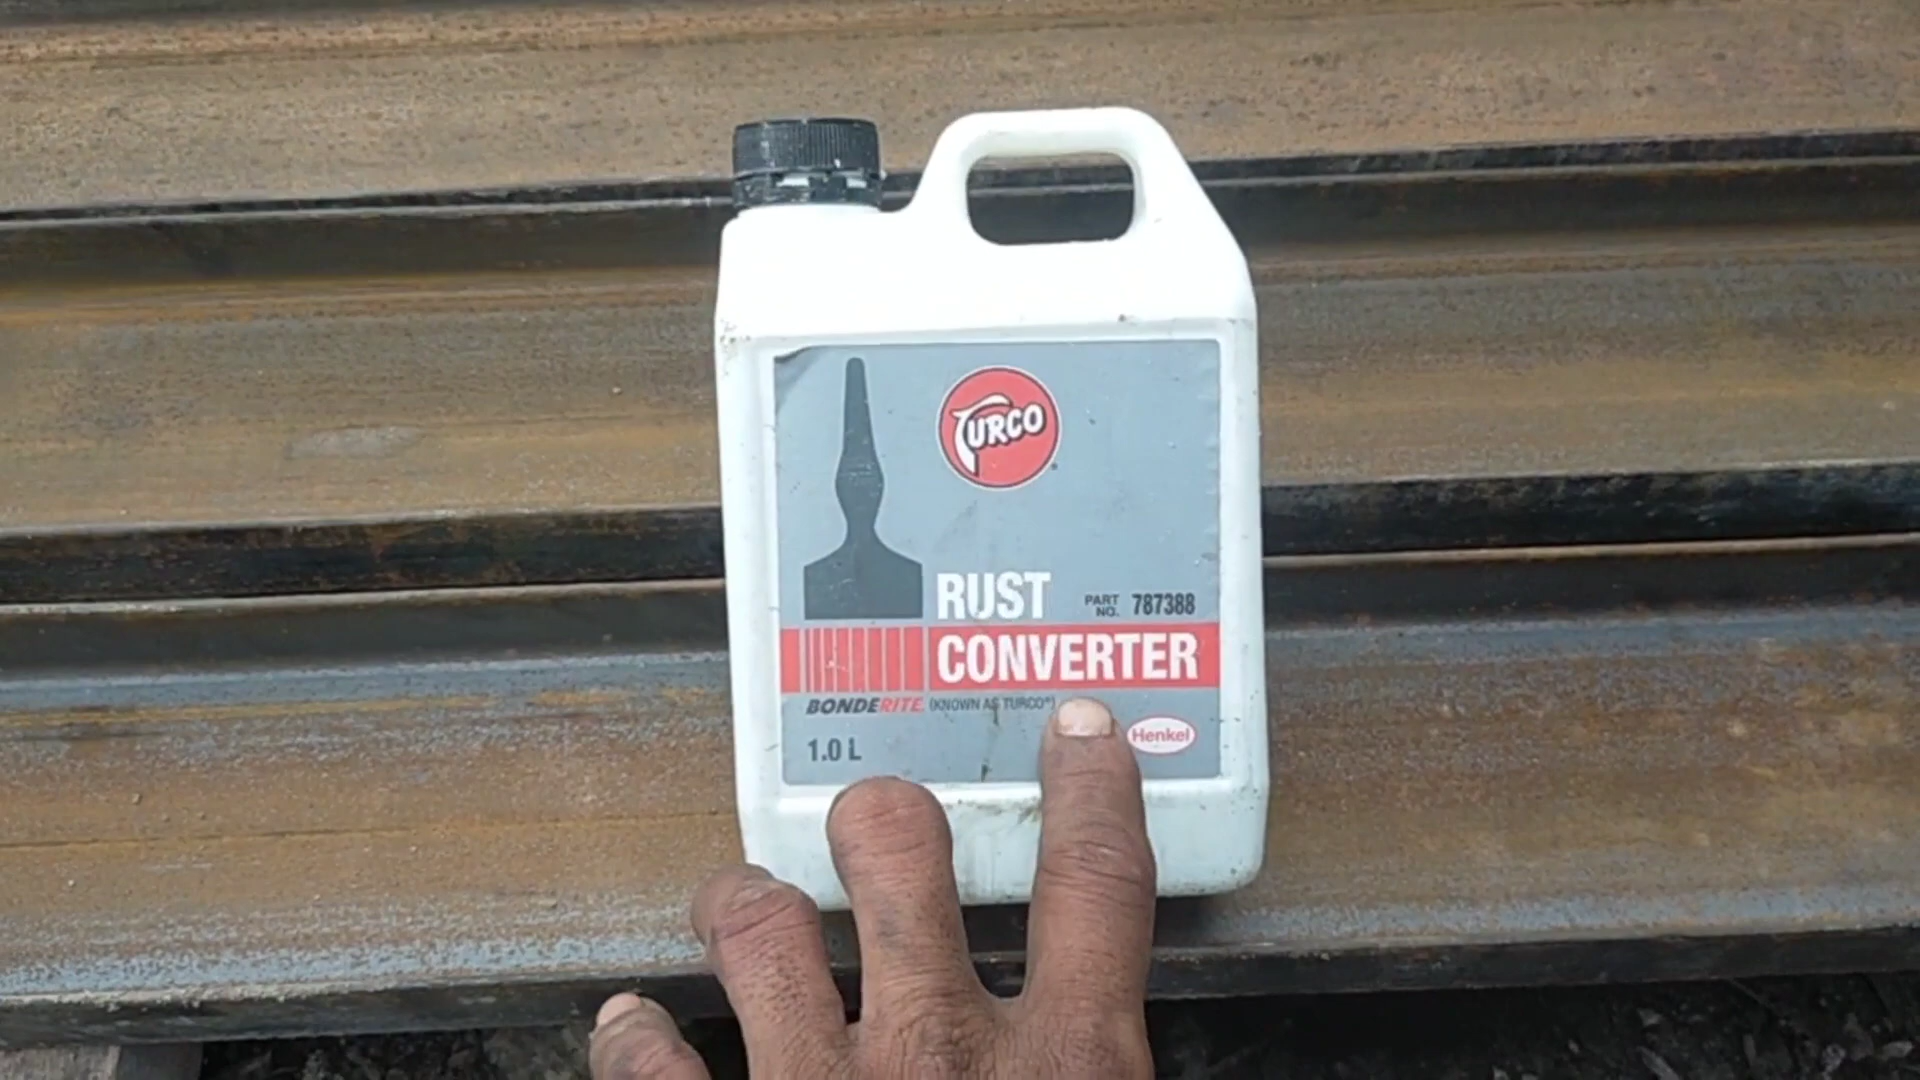 TURCO
RUST
PART NO. 787388
CONVERTER
BONDERITE (KNOWN AS TURCO®)
Henkel
1.0 L